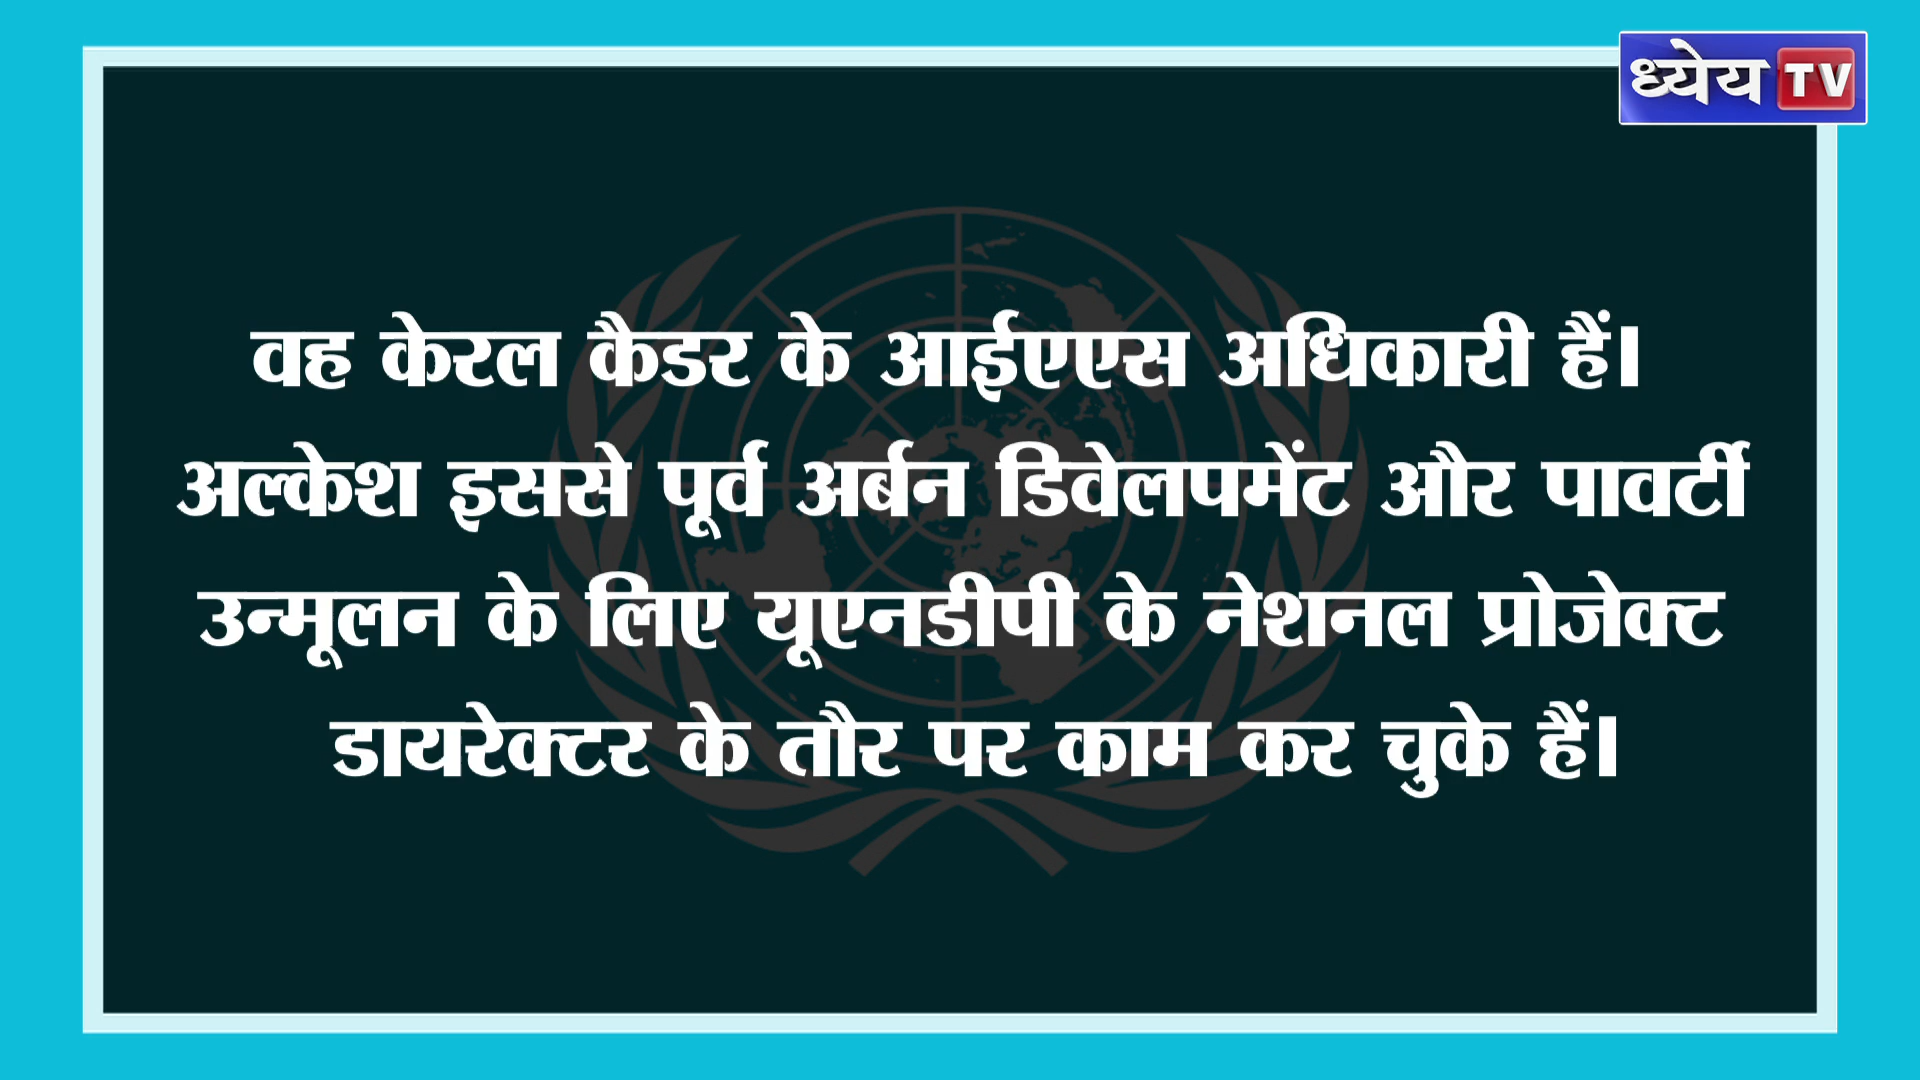 ध्येय TV
वह केरल कैडर के आईएएस अधिकारी हैं।
अल्केश इससे पूर्व अर्बन डिवेलपमेंट और पावर्टी
उन्मूलन के लिए यूएनडीपी के नेशनल प्रोजेक्ट
डायरेक्टर के तौर पर काम कर चुके हैं।